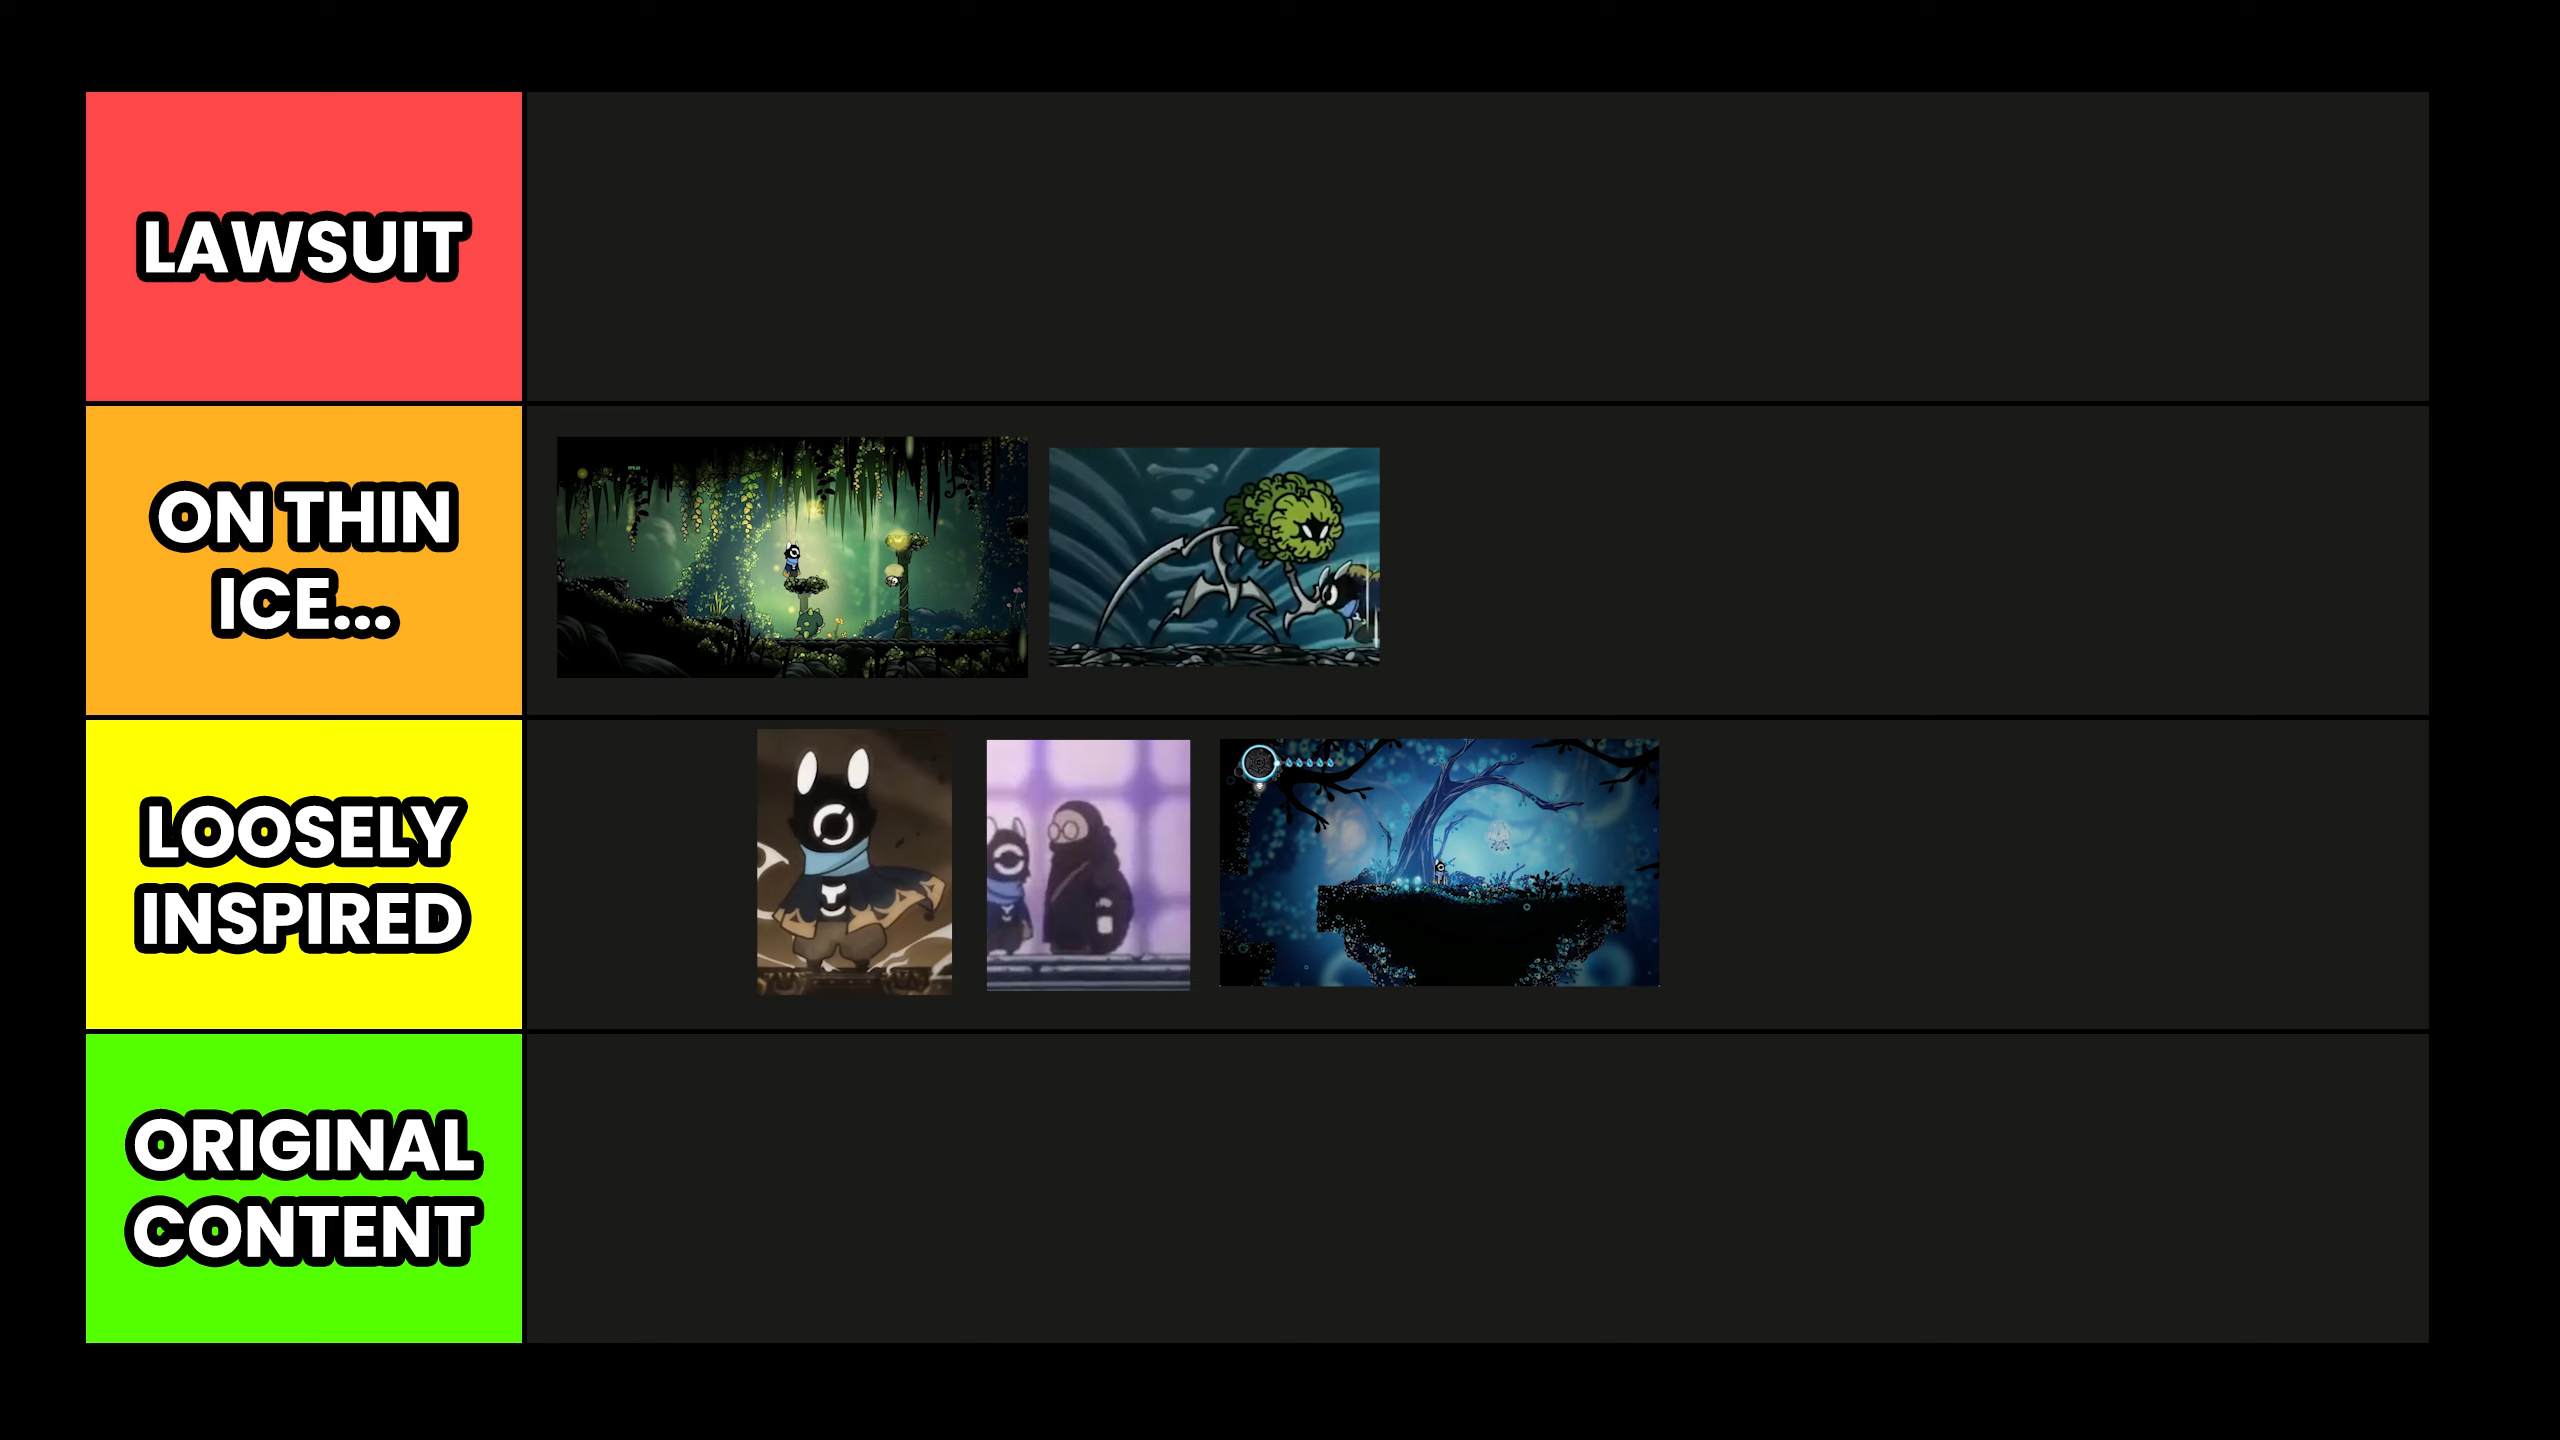 LAWSUIT
ON THIN
ICE...
LOOSELY
INSPIRED
ORIGINAL
CONTENT